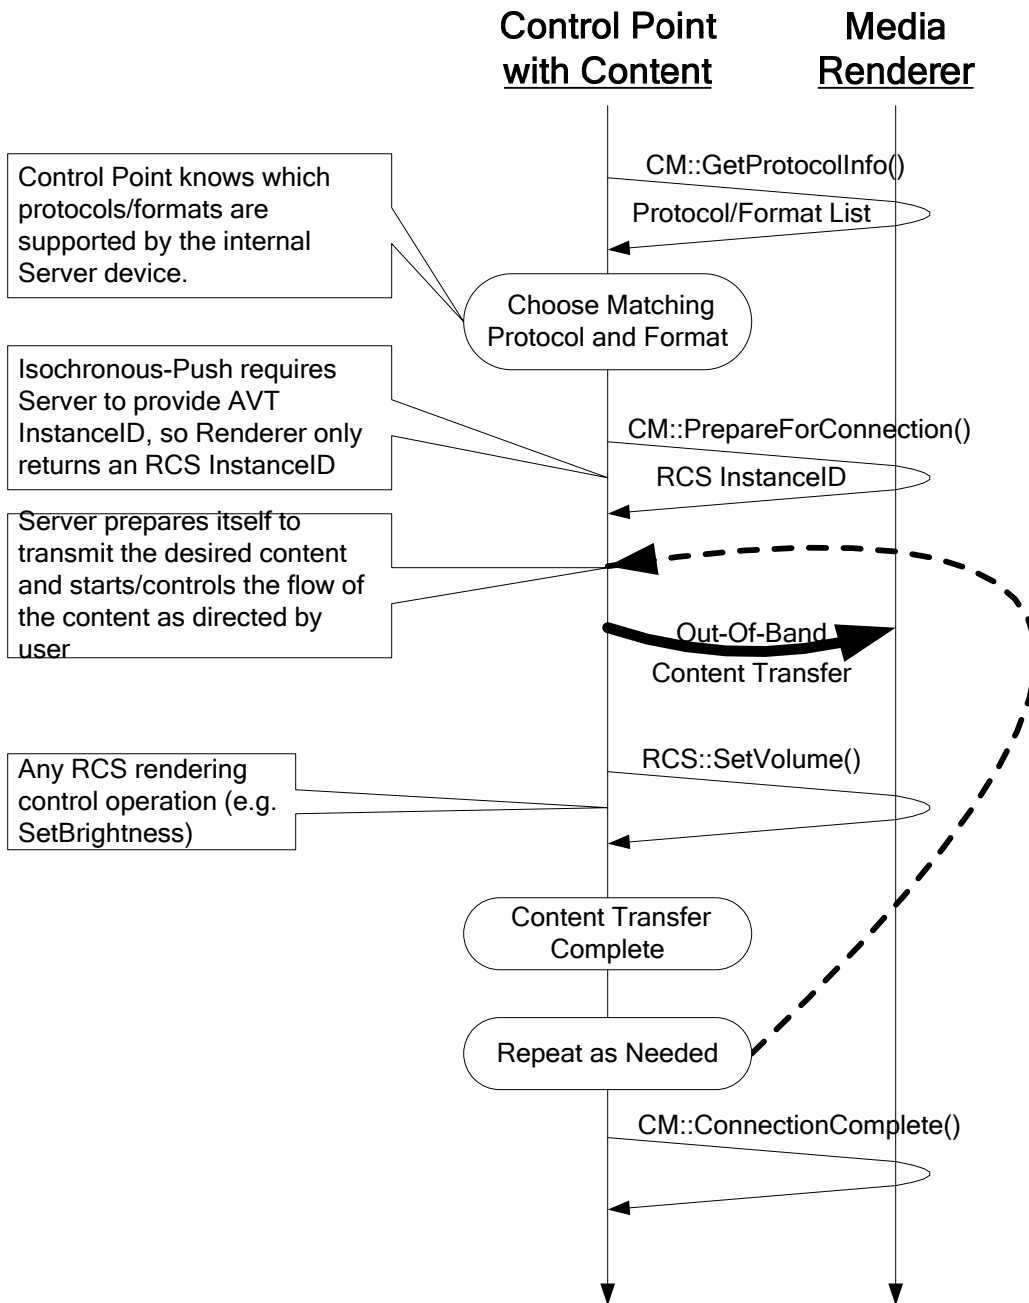 Control Point
with Content
Media
Renderer
CM::GetProtocolInfo()
Control Point knows which
protocols/formats are
supported by the internal
Server device.
Protocol/Format List
Choose Matching
Protocol and Format
Isochronous-Push requires
Server to provide AVT
InstanceID, so Renderer only
returns an RCS InstanceID
CM::PrepareForConnection()
RCS InstanceID
Server prepares itself to
transmit the desired content
and starts/controls the flow of
the content as directed by
user
Out-Of-Band
Content Transfer
RCS::SetVolume()
Any RCS rendering
control operation (e.g.
SetBrightness)
Content Transfer
Complete
Repeat as Needed
CM::ConnectionComplete()